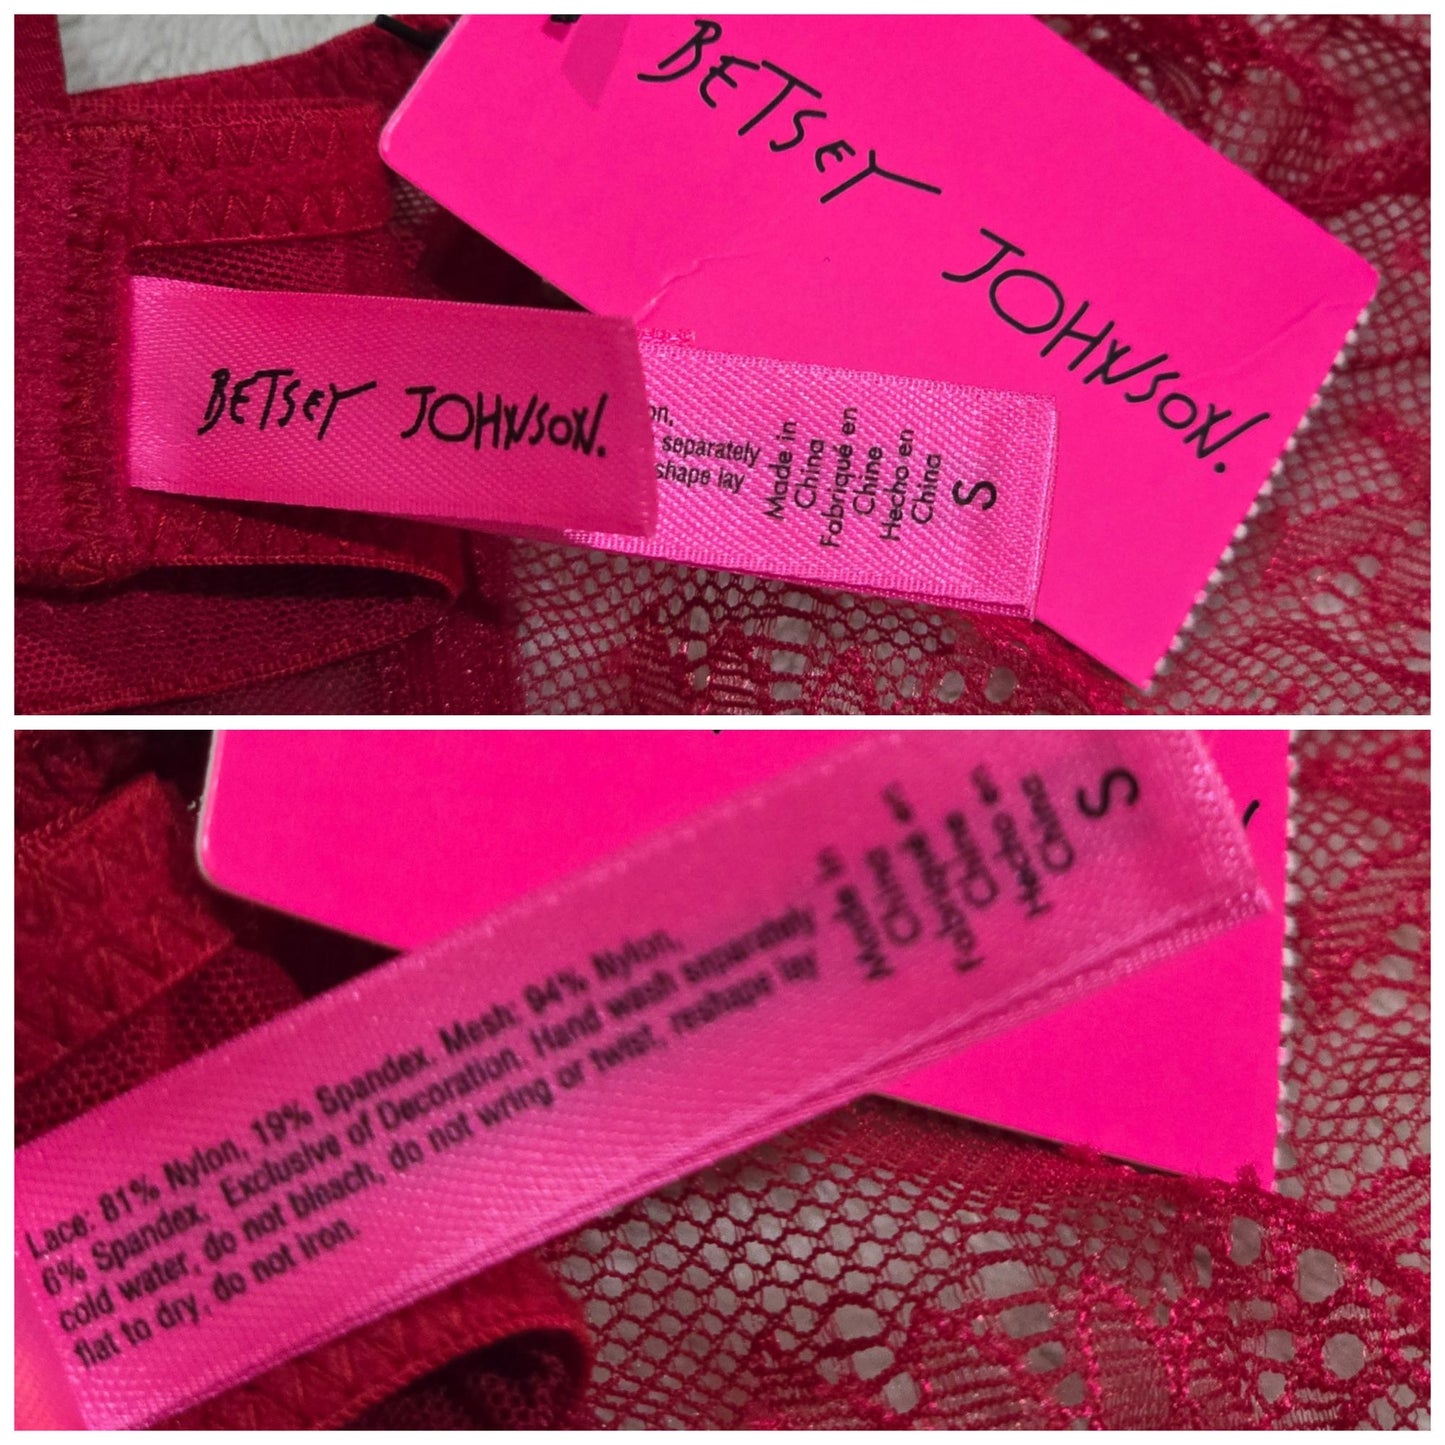 BETSEY JOHNSON.
BETSEY JOHNSON.
on,
separately
shape lay
Made in
China
Fabriqué en
Chine
Hecho en
China
S
Lace: 81% Nylon, 19% Spandex. Mesh: 94% Nylon,
6% Spandex. Exclusive of Decoration. Hand wash separately
cold water, do not bleach, do not wring or twist, reshape lay
flat to dry, do not iron.
Made in
China
Fabriqué en
Chine
Hecho en
China
S